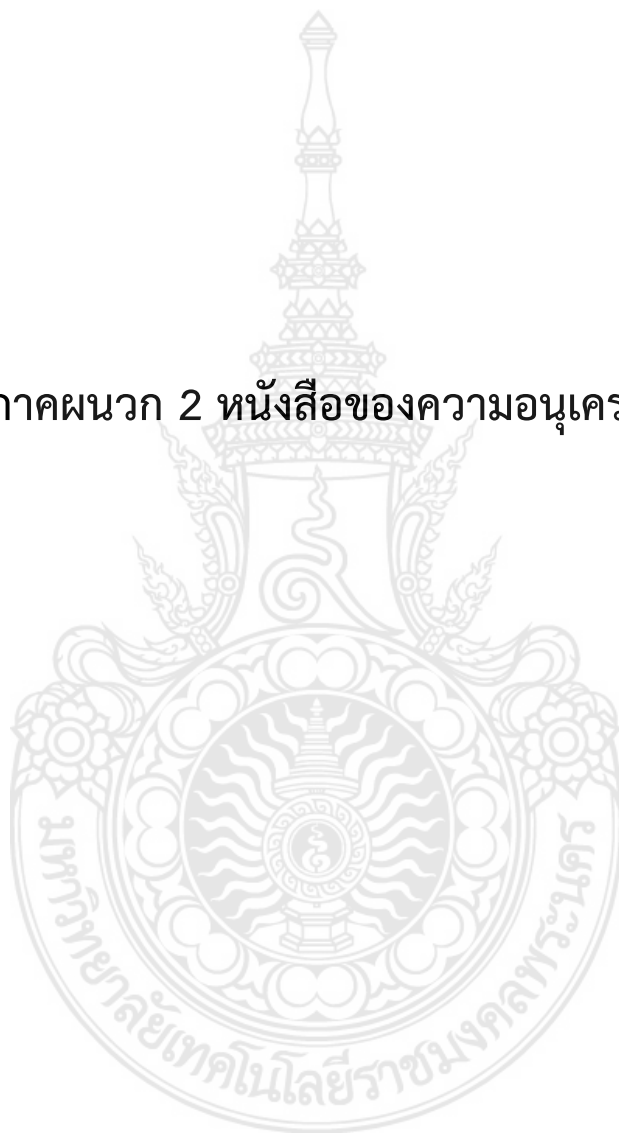 ภาคผนวก 2 หนังสือของความอนุเคร
มหาวิทยาลัยเทคโนโลยีราชมงคลพระนคร